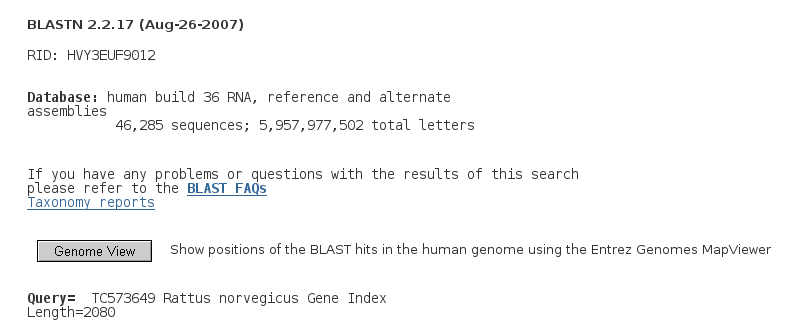 BLASTN 2.2.17 (Aug-26-2007)
RID: HVY3EUF9012
Database: human build 36 RNA, reference and alternate
assemblies
46,285 sequences; 5,957,977,502 total letters
If you have any problems or questions with the results of this search
please refer to the BLAST FAQs
Taxonomy reports
Genome View Show positions of the BLAST hits in the human genome using the Entrez Genomes MapViewer
Query= TC573649 Rattus norvegicus Gene Index
Length=2080